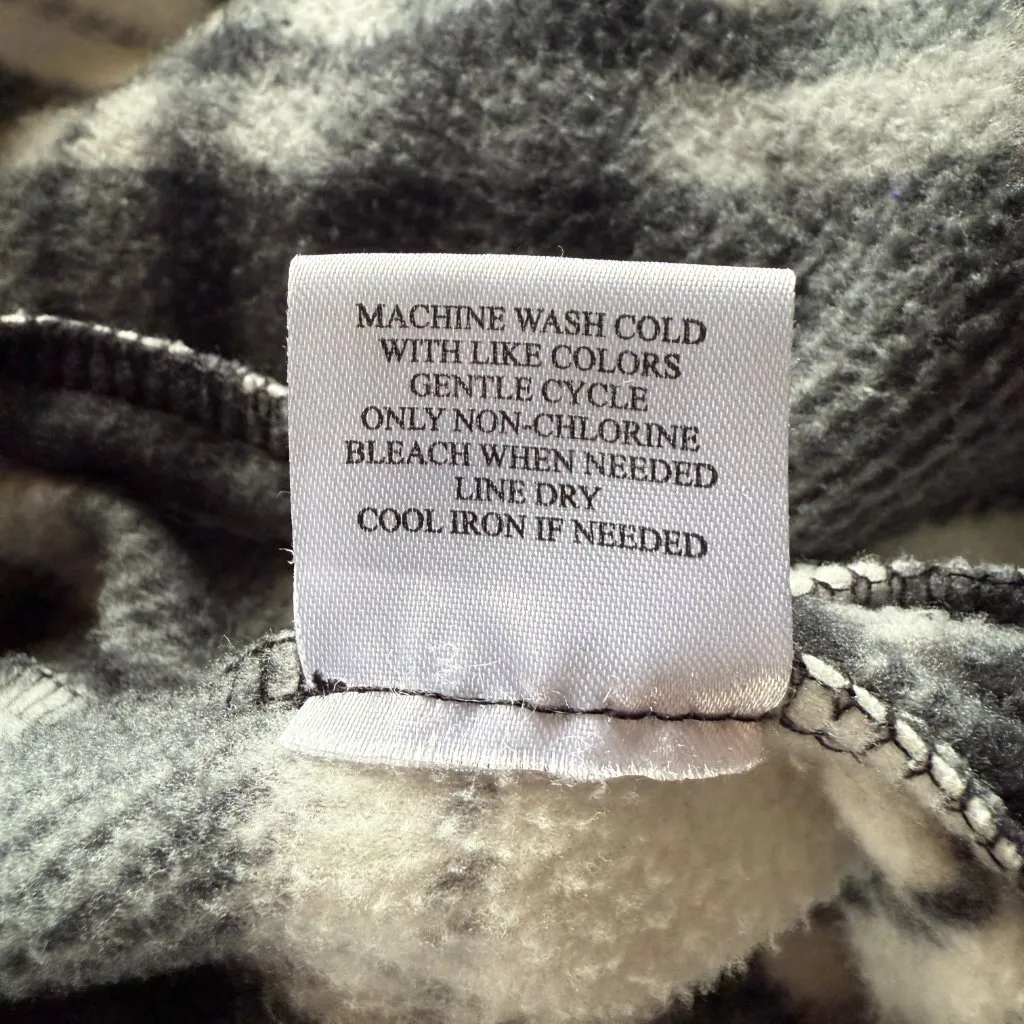 MACHINE WASH COLD
WITH LIKE COLORS
GENTLE CYCLE
ONLY NON-CHLORINE
BLEACH WHEN NEEDED
LINE DRY
COOL IRON IF NEEDED